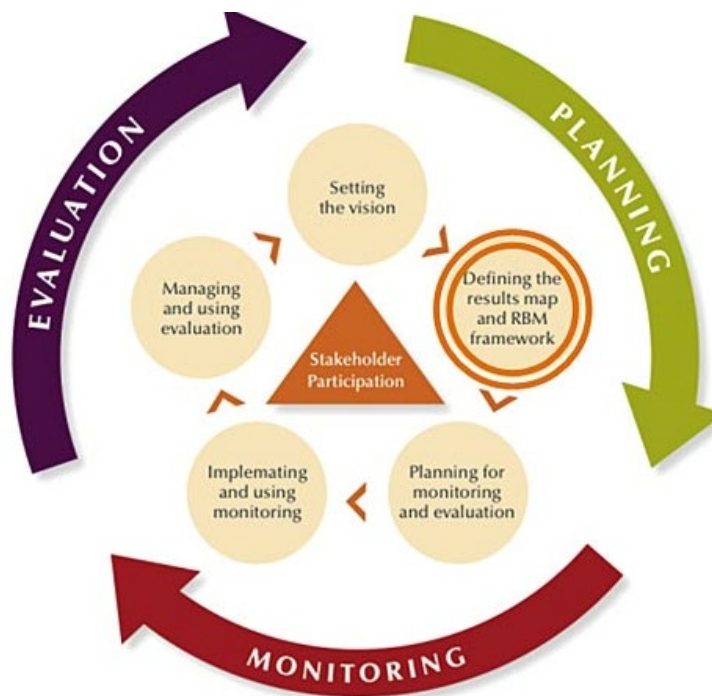 EVALUATION
PLANNING
Setting
the vision
Defining the
results map
and RBM
framework
Managing
and using
evaluation
Stakeholder
Participation
Implemating
and using
monitoring
Planning for
monitoring
and evaluation
MONITORING